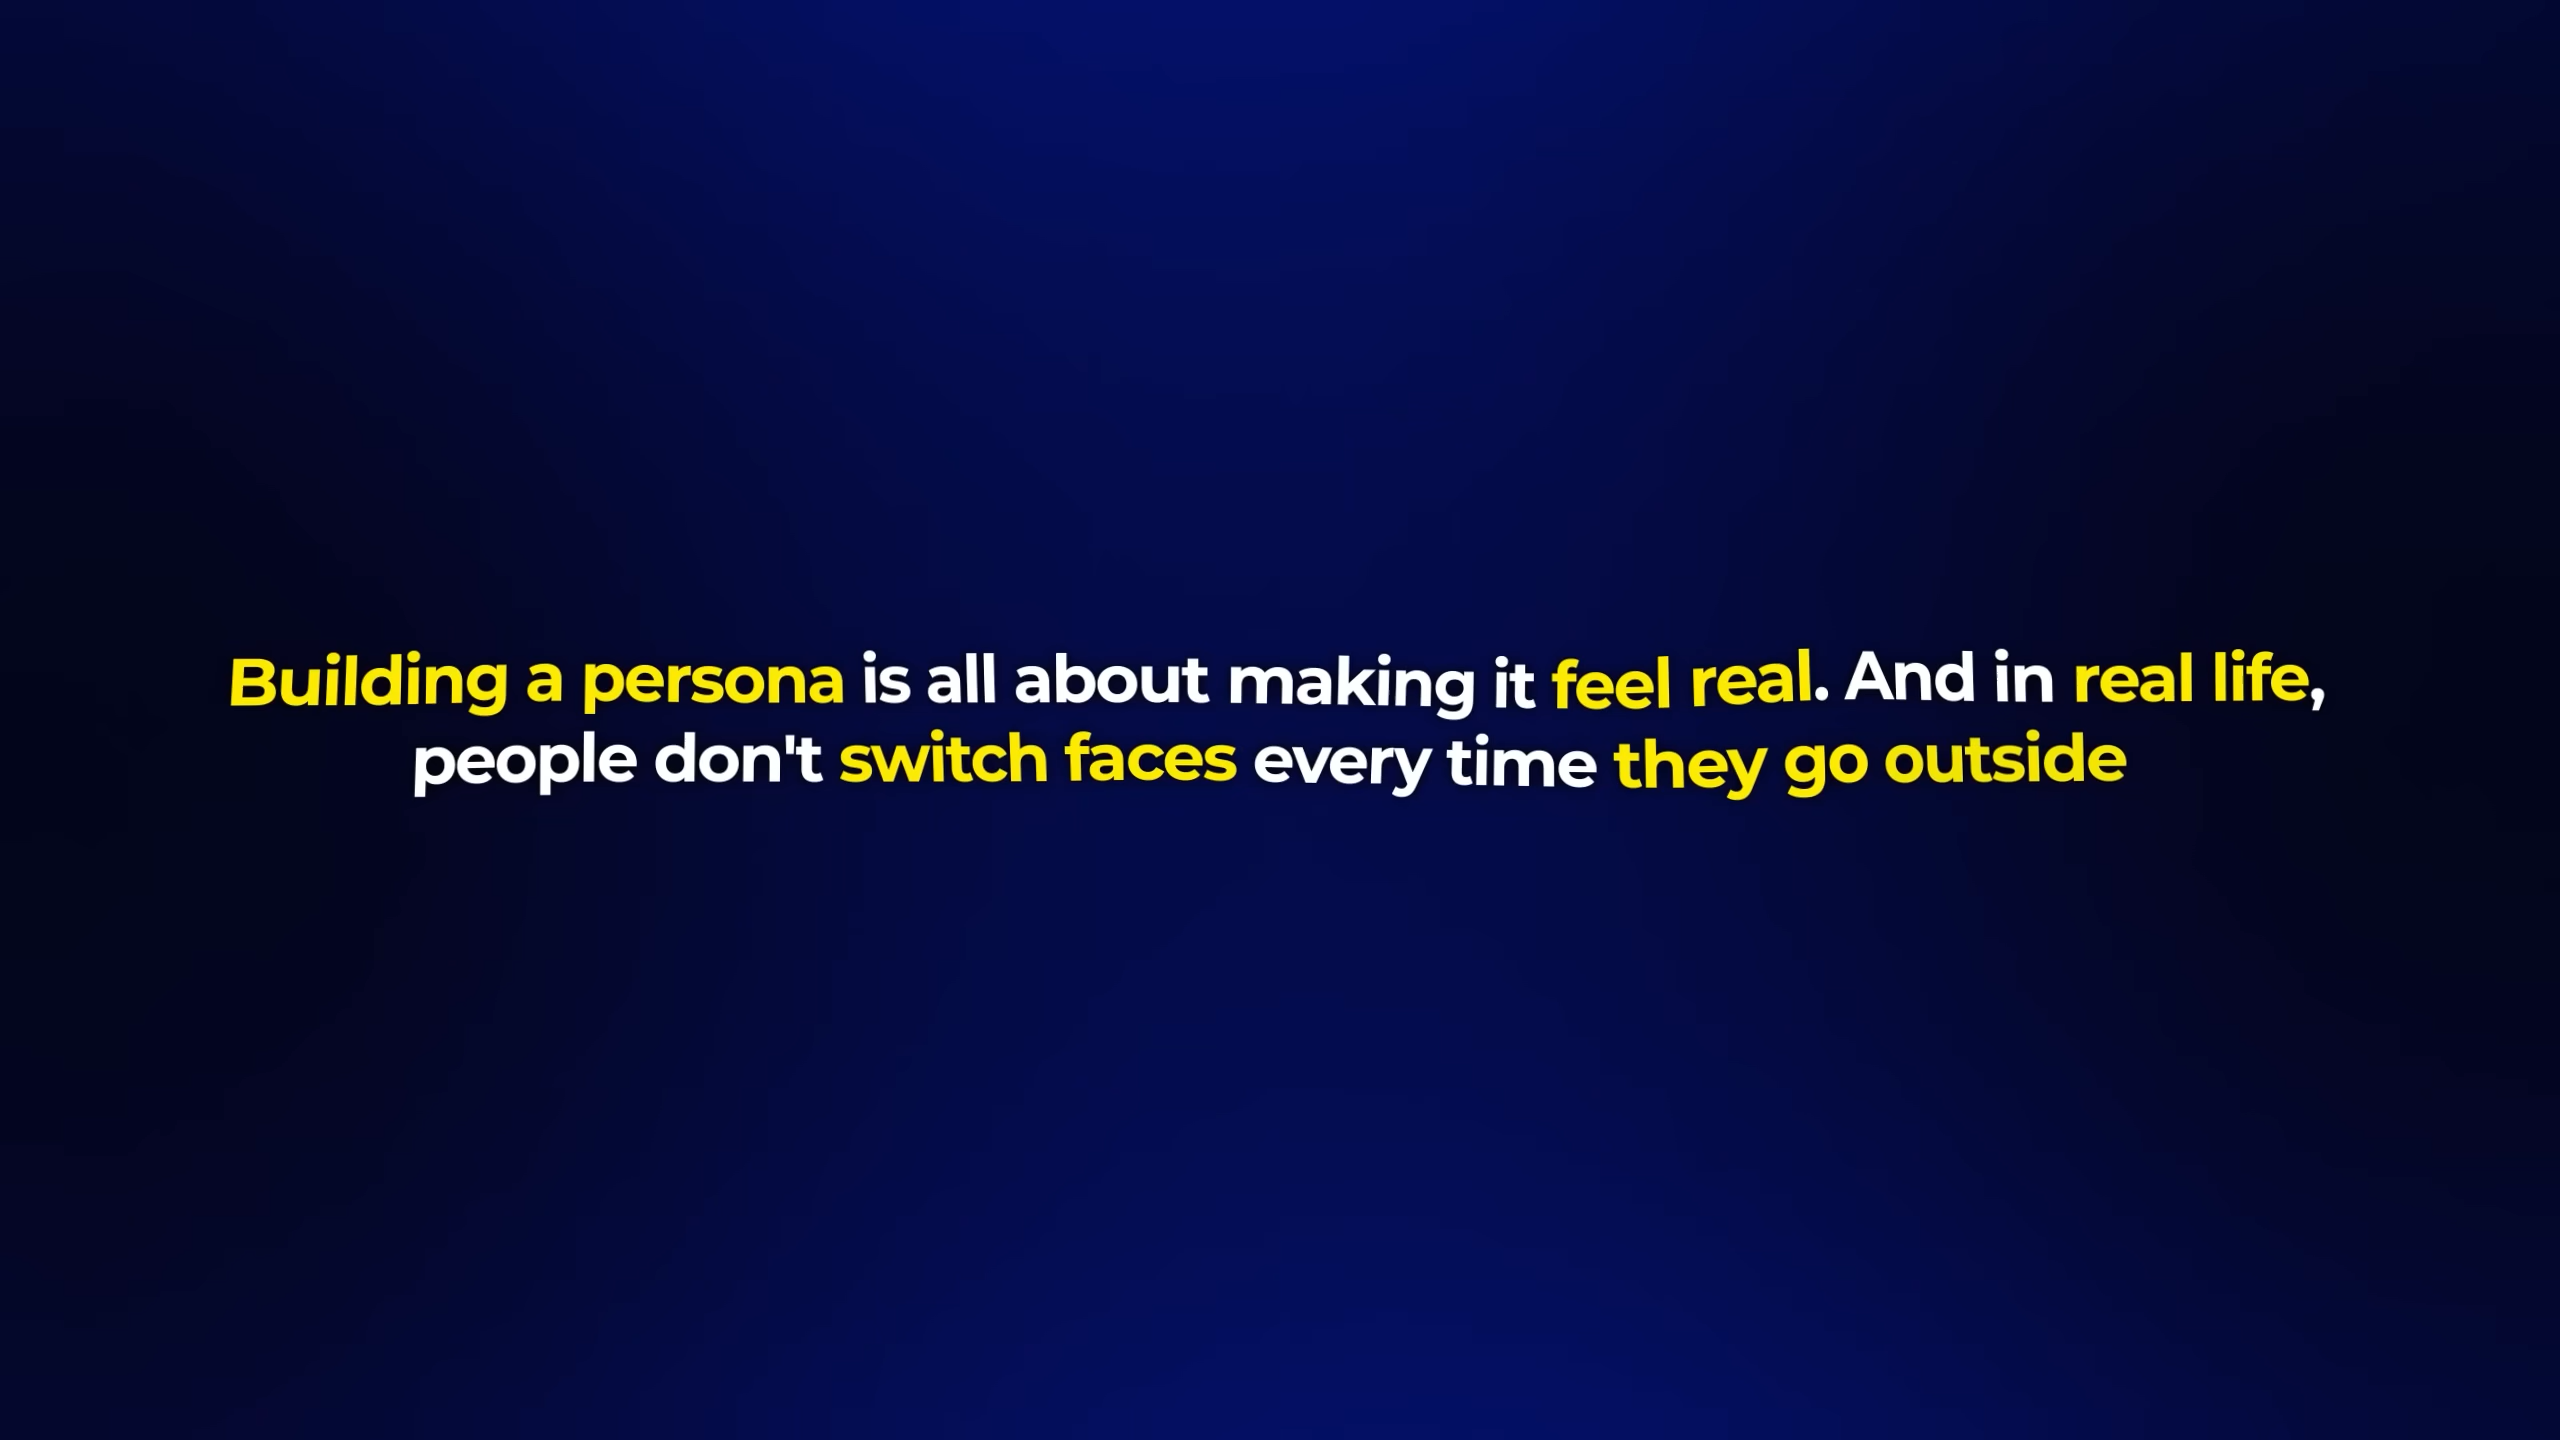 Building a persona is all about making it feel real. And in real life,
people don't switch faces every time they go outside